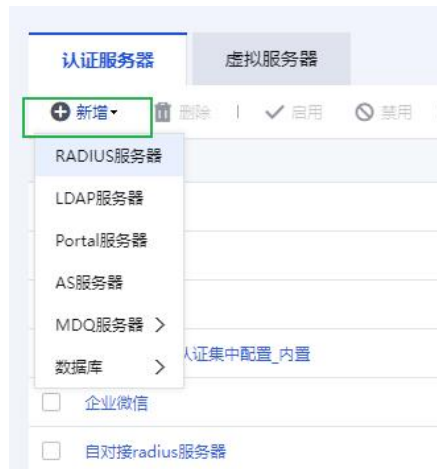 认证服务器 虚拟服务器
新增 删除 启用 禁用
RADIUS服务器
LDAP服务器
Portal服务器
AS服务器
MDQ服务器
认证集中配置_内置
数据库
企业微信
自对接radius服务器